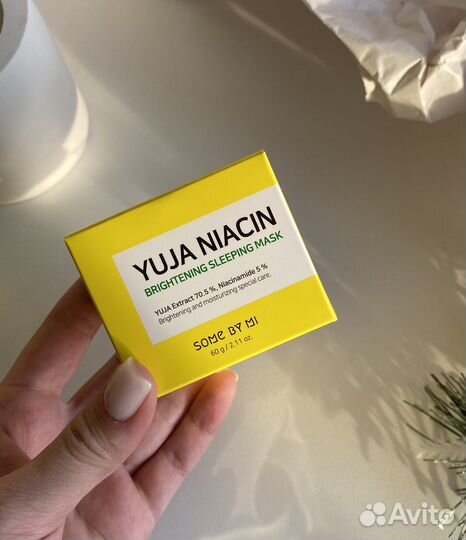 YUJA NIACIN
BRIGHTENING SLEEPING MASK
YUJA Extract 70.5 %, Niacinamide 5 %
Brightening and moisturizing special care.
SOME BY MI
60 g / 2.11 oz.
Avito